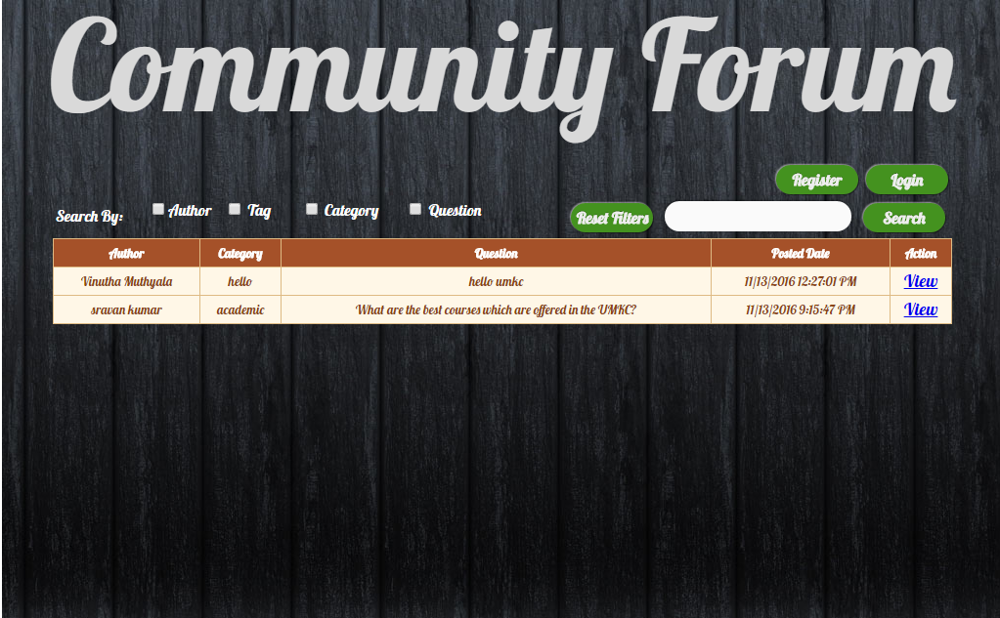 Community Forum
Register Login
Search By: Author Tag Category Question Reset Filters Search
Author Category Question Posted Date Action
Vinutha Muthyala hello hello umkc 11/13/2016 12:27:01 PM View
sravan kumar academic What are the best courses which are offered in the UMKC? 11/13/2016 9:15:47 PM View